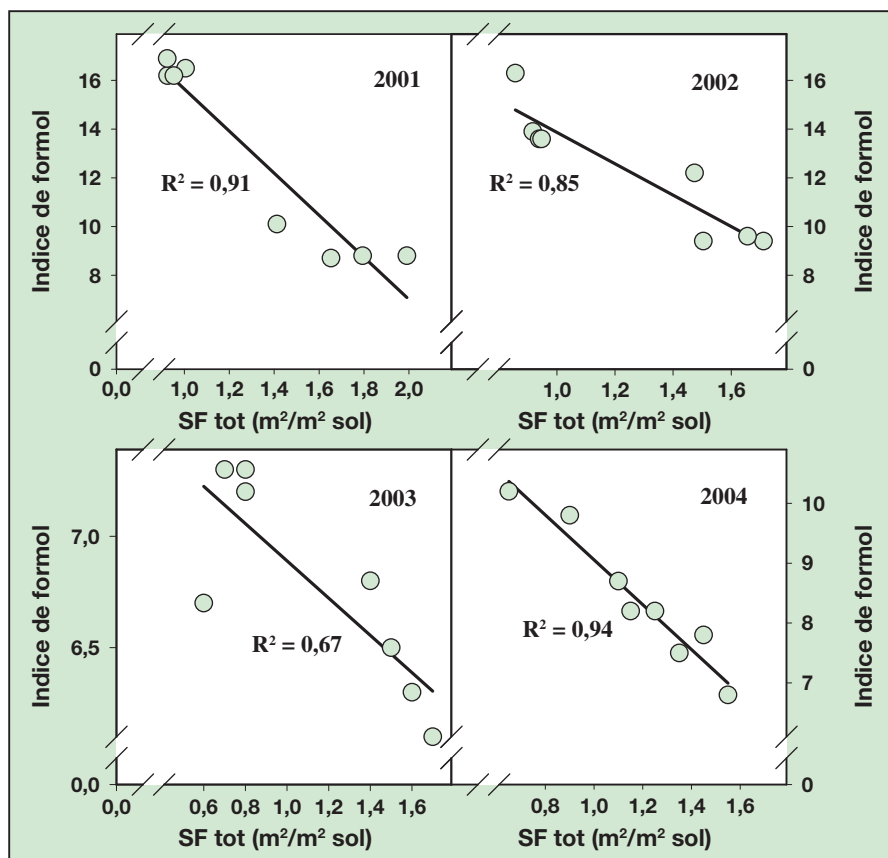 Indice de formol
16
14
12
10
8
0
2001
R² = 0,91
0,0 1,0 1,2 1,4 1,6 1,8 2,0
SF tot (m²/m² sol)
2002
R² = 0,85
16
14
12
10
8
0
Indice de formol
1,0 1,2 1,4 1,6
SF tot (m²/m² sol)
Indice de formol
7,0
6,5
0,0
2003
R² = 0,67
0,0 0,6 0,8 1,0 1,2 1,4 1,6
SF tot (m²/m² sol)
2004
R² = 0,94
10
9
8
7
0
Indice de formol
0,8 1,0 1,2 1,4 1,6
SF tot (m²/m² sol)